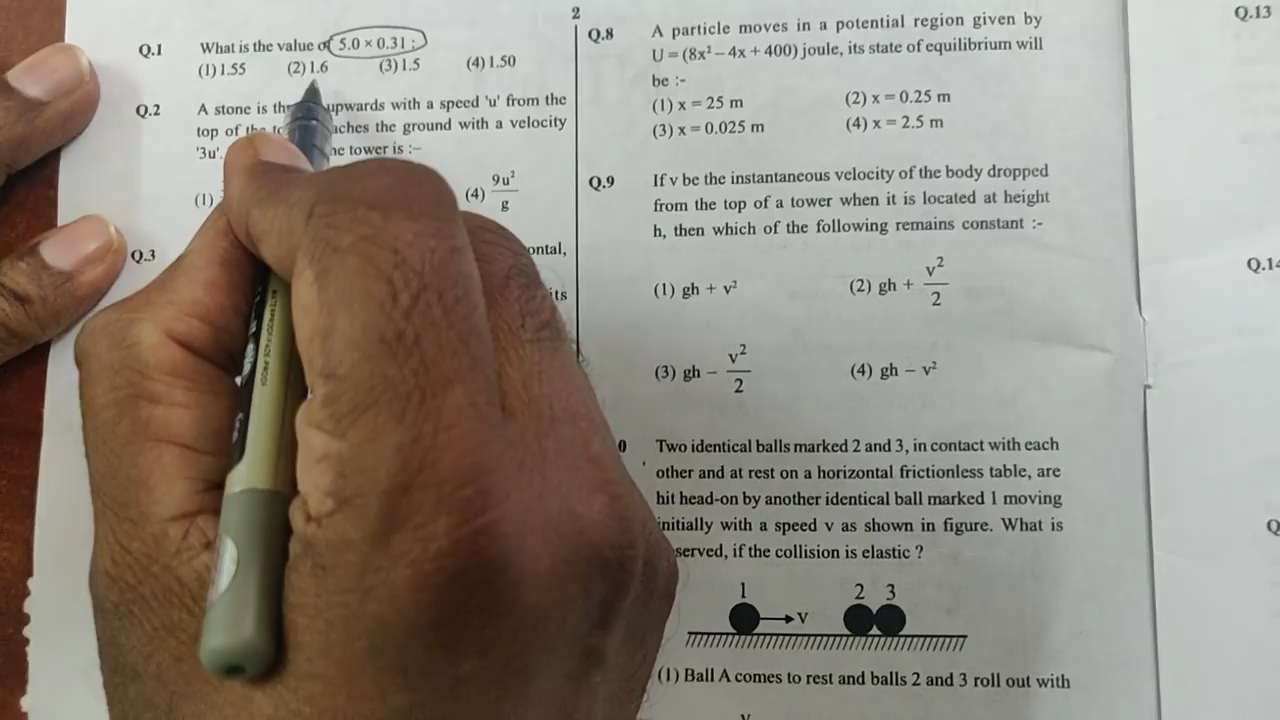 2
Q.1 What is the value of 5.0 × 0.31 :
(1) 1.55 (2) 1.6 (3) 1.5 (4) 1.50
Q.2 A stone is upwards with a speed 'u' from the
top of the ground with a velocity
'3u'. tower is :–
(1) (4) 9u²/g
Q.3
Q.8 A particle moves in a potential region given by
U = (8x² – 4x + 400) joule, its state of equilibrium will
be :-
(1) x = 25 m (2) x = 0.25 m
(3) x = 0.025 m (4) x = 2.5 m
Q.9 If v be the instantaneous velocity of the body dropped
from the top of a tower when it is located at height
h, then which of the following remains constant :-
(1) gh + v² (2) gh + v²/2
(3) gh – v²/2 (4) gh – v²
0 Two identical balls marked 2 and 3, in contact with each
other and at rest on a horizontal frictionless table, are
hit head-on by another identical ball marked 1 moving
initially with a speed v as shown in figure. What is
if the collision is elastic ?
1 2 3
v
(1) Ball A comes to rest and balls 2 and 3 roll out with
Q.13